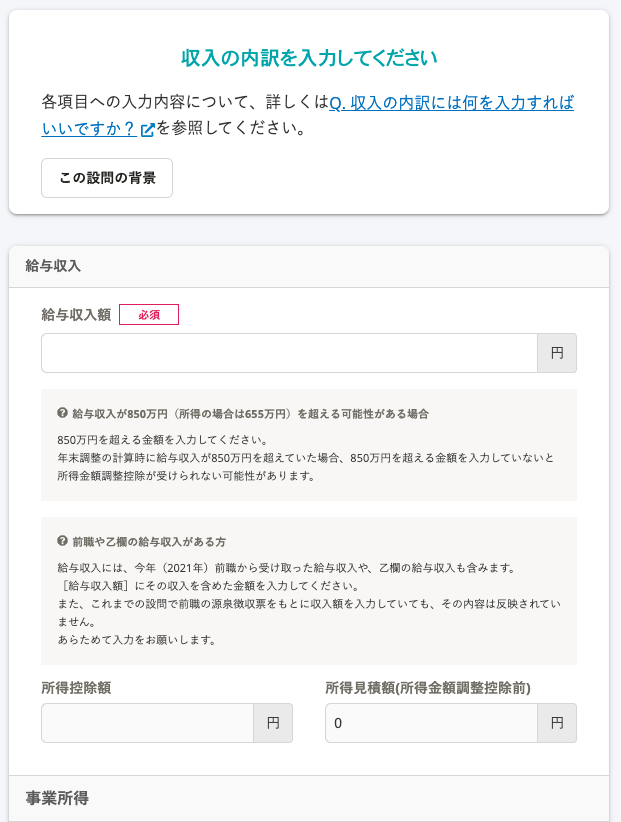 収入の内訳を入力してください
各項目への入力内容について、詳しくはQ. 収入の内訳には何を入力すれば
いいですか？を参照してください。
この設問の背景
給与収入
給与収入額 必須
円
給与収入が850万円（所得の場合は655万円）を超える可能性がある場合
850万円を超える金額を入力してください。
年末調整の計算時に給与収入が850万円を超えていた場合、850万円を超える金額を入力していないと
所得金額調整控除が受けられない可能性があります。
前職や乙欄の給与収入がある方
給与収入には、今年（2021年）前職から受け取った給与収入や、乙欄の給与収入も含みます。
［給与収入額］にその収入を含めた金額を入力してください。
また、これまでの設問で前職の源泉徴収票をもとに収入額を入力していても、その内容は反映されてい
ません。
あらためて入力をお願いします。
所得控除額 所得見積額(所得金額調整控除前)
円 0 円
事業所得